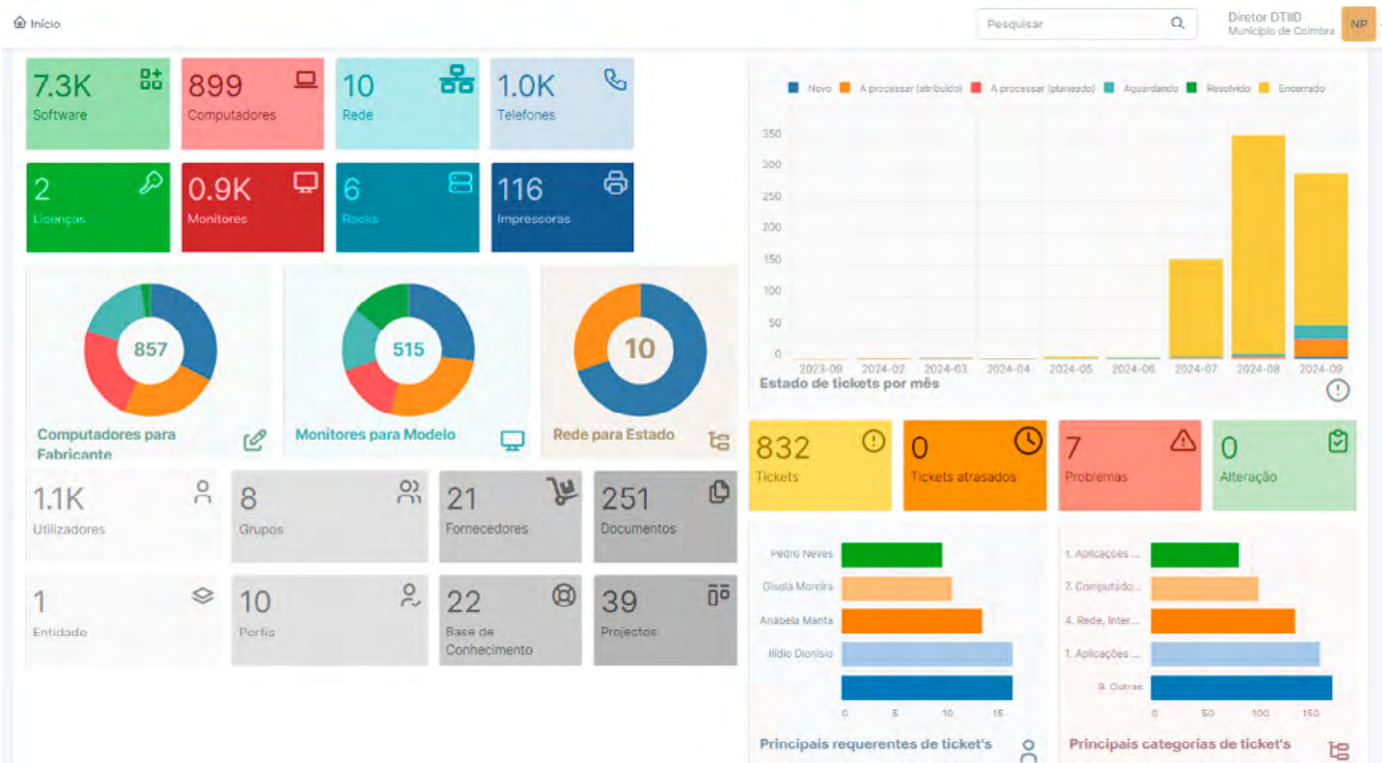 Início
Pesquisar
Diretor DTIID
Município de Coimbra
NP
7.3K
Software
899
Computadores
10
Rede
1.0K
Telefones
2
Licenças
0.9K
Monitores
6
Racks
116
Impressoras
857
Computadores para
Fabricante
515
Monitores para Modelo
10
Rede para Estado
1.1K
Utilizadores
8
Grupos
21
Fornecedores
251
Documentos
1
Entidade
10
Perfis
22
Base de
Conhecimento
39
Projectos
Novo A processar (atribuído) A processar (planeado) Aguardando Resolvido Encerrado
350
300
250
200
150
100
50
0
2023-09 2024-02 2024-03 2024-04 2024-05 2024-06 2024-07 2024-08 2024-09
Estado de tickets por mês
832
Tickets
0
Tickets atrasados
7
Problemas
0
Alteração
Pedro Neves
Gisela Moreira
Anabela Manta
Ilídio Dionísio
0 5 10 15
Principais requerentes de ticket's
1. Aplicações ...
7. Computado...
4. Rede, Inter...
1. Aplicações ...
9. Outras
0 50 100 150
Principais categorias de ticket's